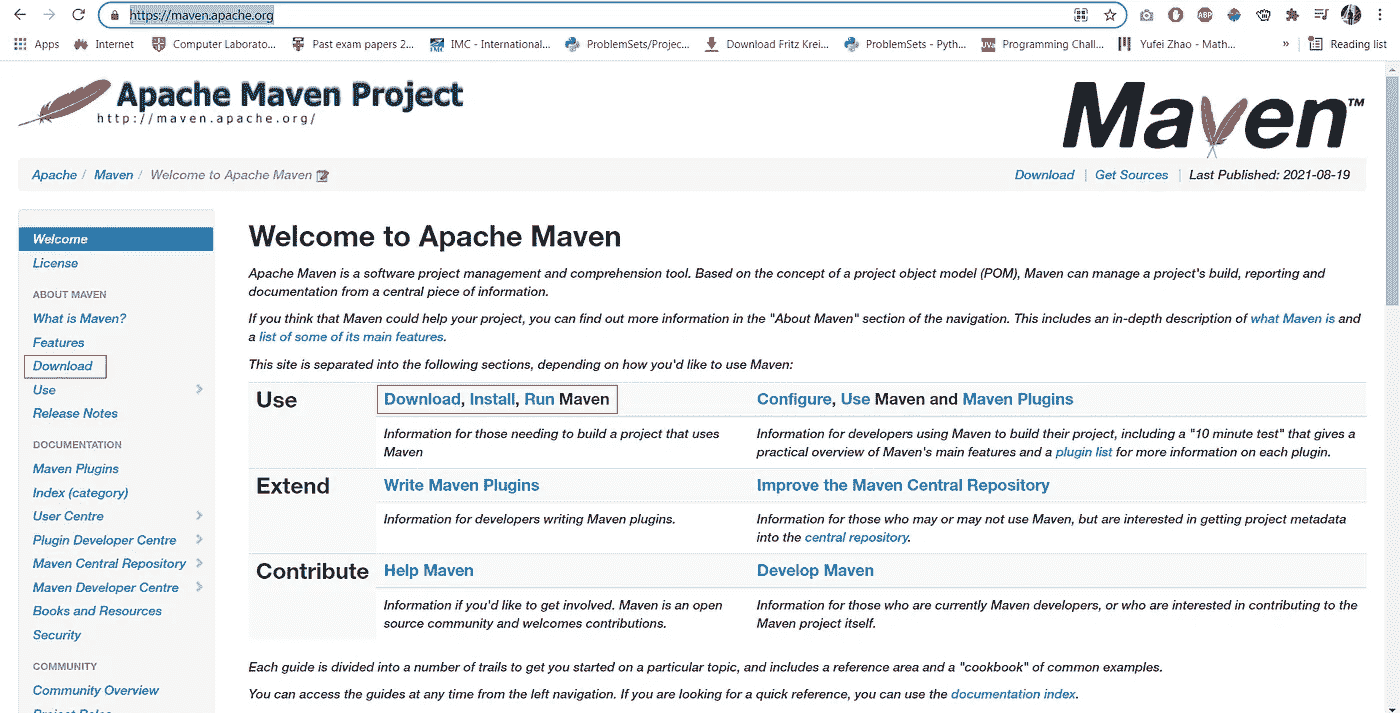 https://maven.apache.org
ABP
Apps Internet Computer Laborato... Past exam papers 2... IMC - Internation... ProblemSets/Projec... Download Fritz Krei... ProblemSets - Pyth... UVa Programming Chall... Yufei Zhao - Math... » Reading list
Apache Maven Project
http://maven.apache.org/
Maven™
Apache / Maven / Welcome to Apache Maven
Download | Get Sources | Last Published: 2021-08-19
Welcome
License
ABOUT MAVEN
What is Maven?
Features
Download
Use
Release Notes
DOCUMENTATION
Maven Plugins
Index (category)
User Centre
Plugin Developer Centre
Maven Central Repository
Maven Developer Centre
Books and Resources
Security
COMMUNITY
Community Overview
Project Roles
Welcome to Apache Maven
Apache Maven is a software project management and comprehension tool. Based on the concept of a project object model (POM), Maven can manage a project's build, reporting and
documentation from a central piece of information.
If you think that Maven could help your project, you can find out more information in the "About Maven" section of the navigation. This includes an in-depth description of what Maven is and
a list of some of its main features.
This site is separated into the following sections, depending on how you'd like to use Maven:
Use
Download, Install, Run Maven
Information for those needing to build a project that uses
Maven
Configure, Use Maven and Maven Plugins
Information for developers using Maven to build their project, including a "10 minute test" that gives a
practical overview of Maven's main features and a plugin list for more information on each plugin.
Extend
Write Maven Plugins
Information for developers writing Maven plugins.
Improve the Maven Central Repository
Information for those who may or may not use Maven, but are interested in getting project metadata
into the central repository.
Contribute
Help Maven
Information if you'd like to get involved. Maven is an open
source community and welcomes contributions.
Develop Maven
Information for those who are currently Maven developers, or who are interested in contributing to the
Maven project itself.
Each guide is divided into a number of trails to get you started on a particular topic, and includes a reference area and a "cookbook" of common examples.
You can access the guides at any time from the left navigation. If you are looking for a quick reference, you can use the documentation index.